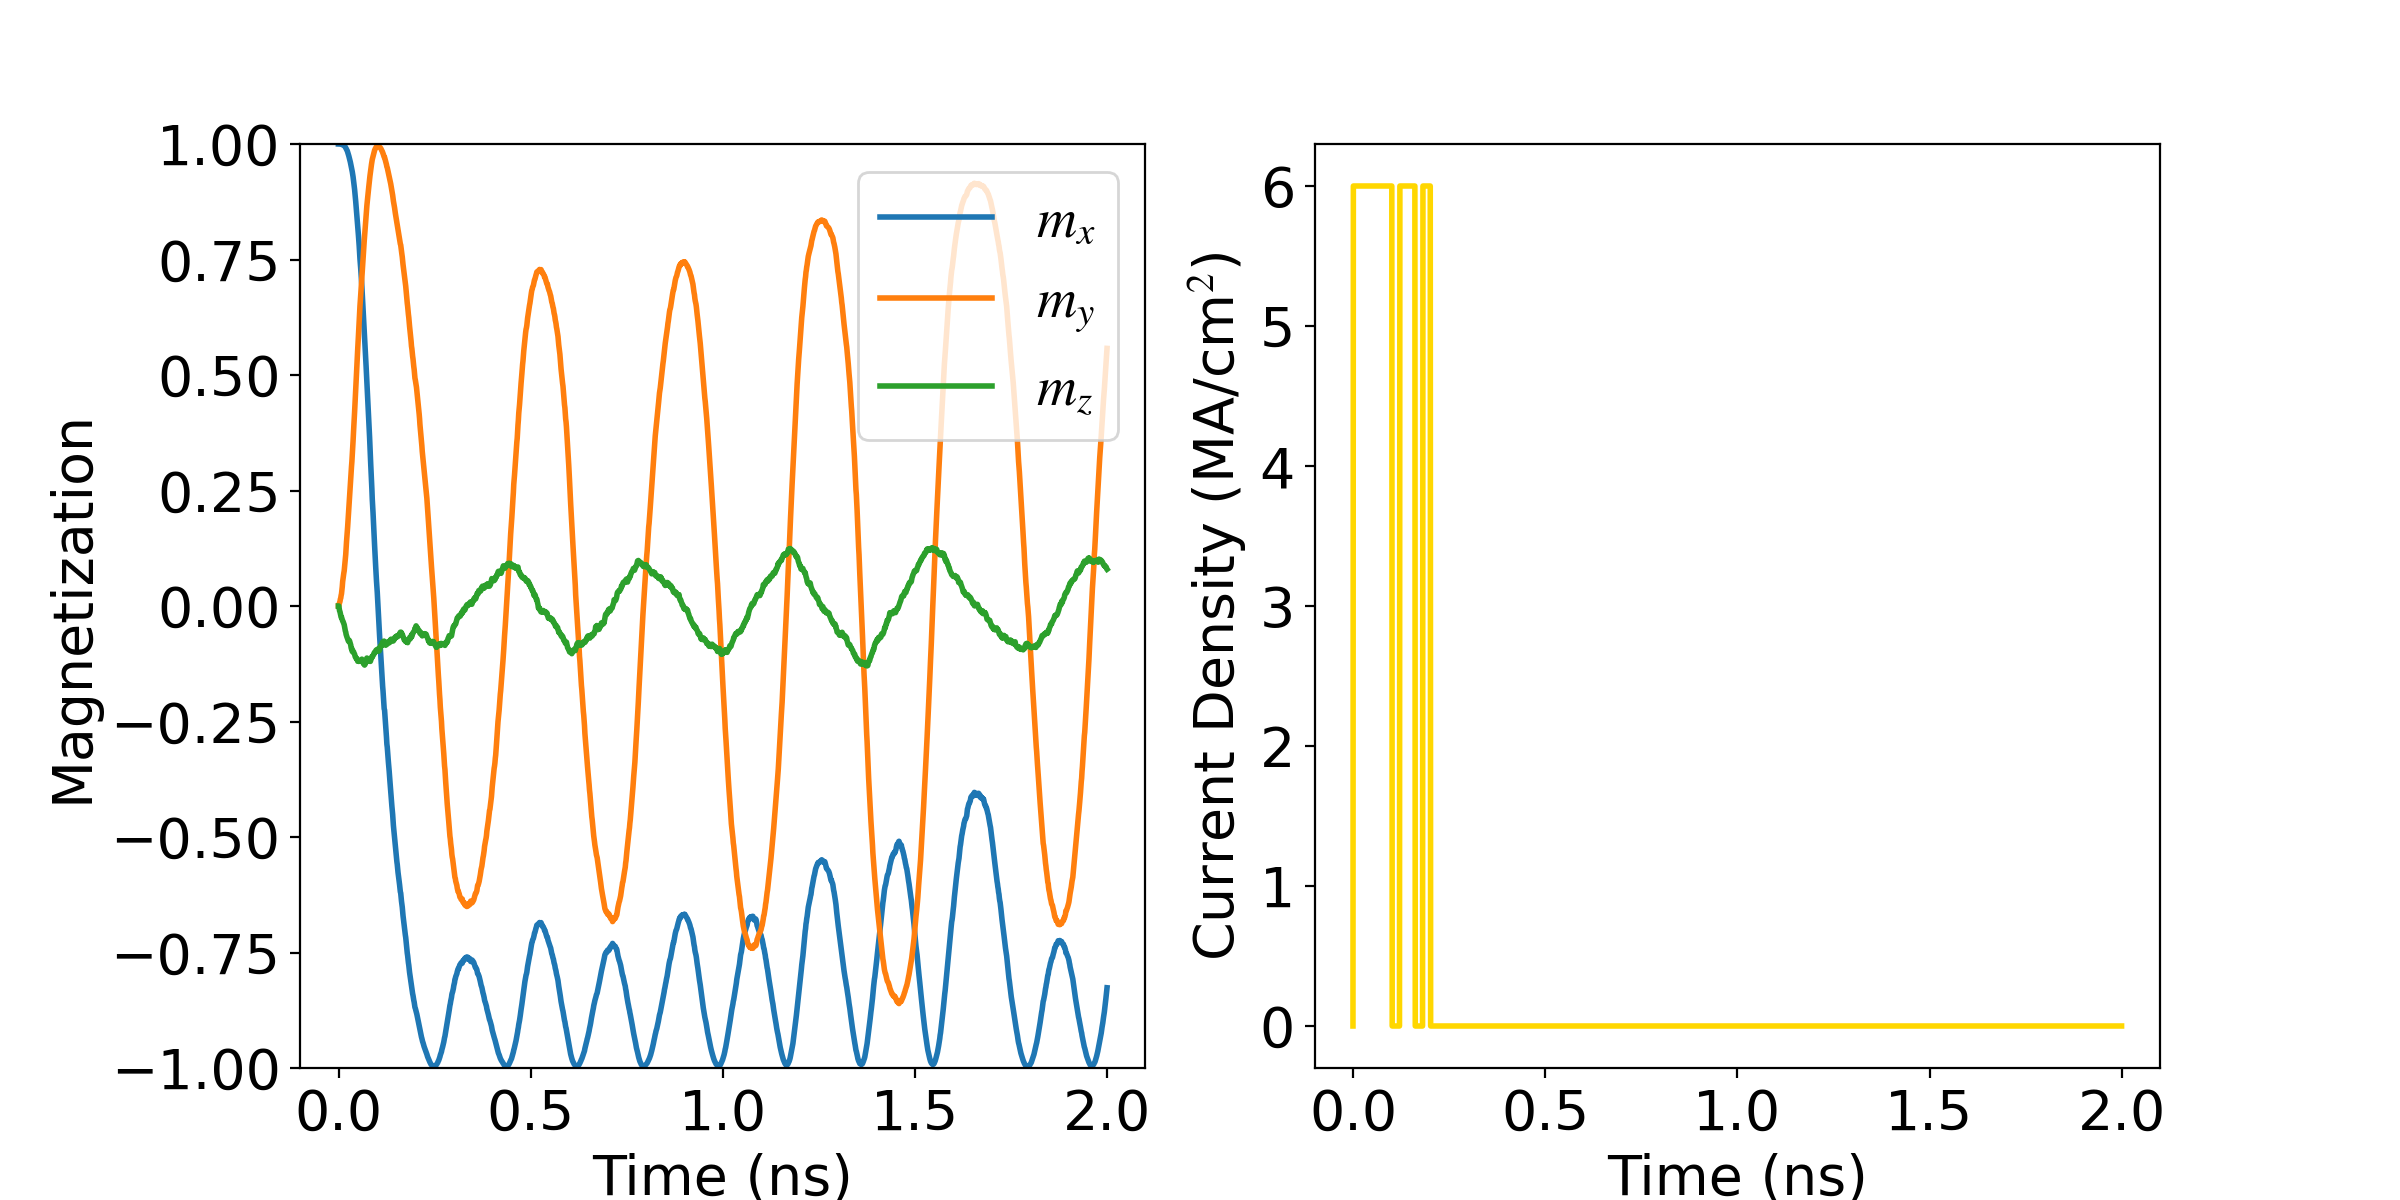 1.00
0.75
0.50
0.25
0.00
−0.25
−0.50
−0.75
−1.00
Magnetization
0.0 0.5 1.0 1.5 2.0
Time (ns)
m_x
m_y
m_z
6
5
4
3
2
1
0
Current Density (MA/cm²)
0.0 0.5 1.0 1.5 2.0
Time (ns)